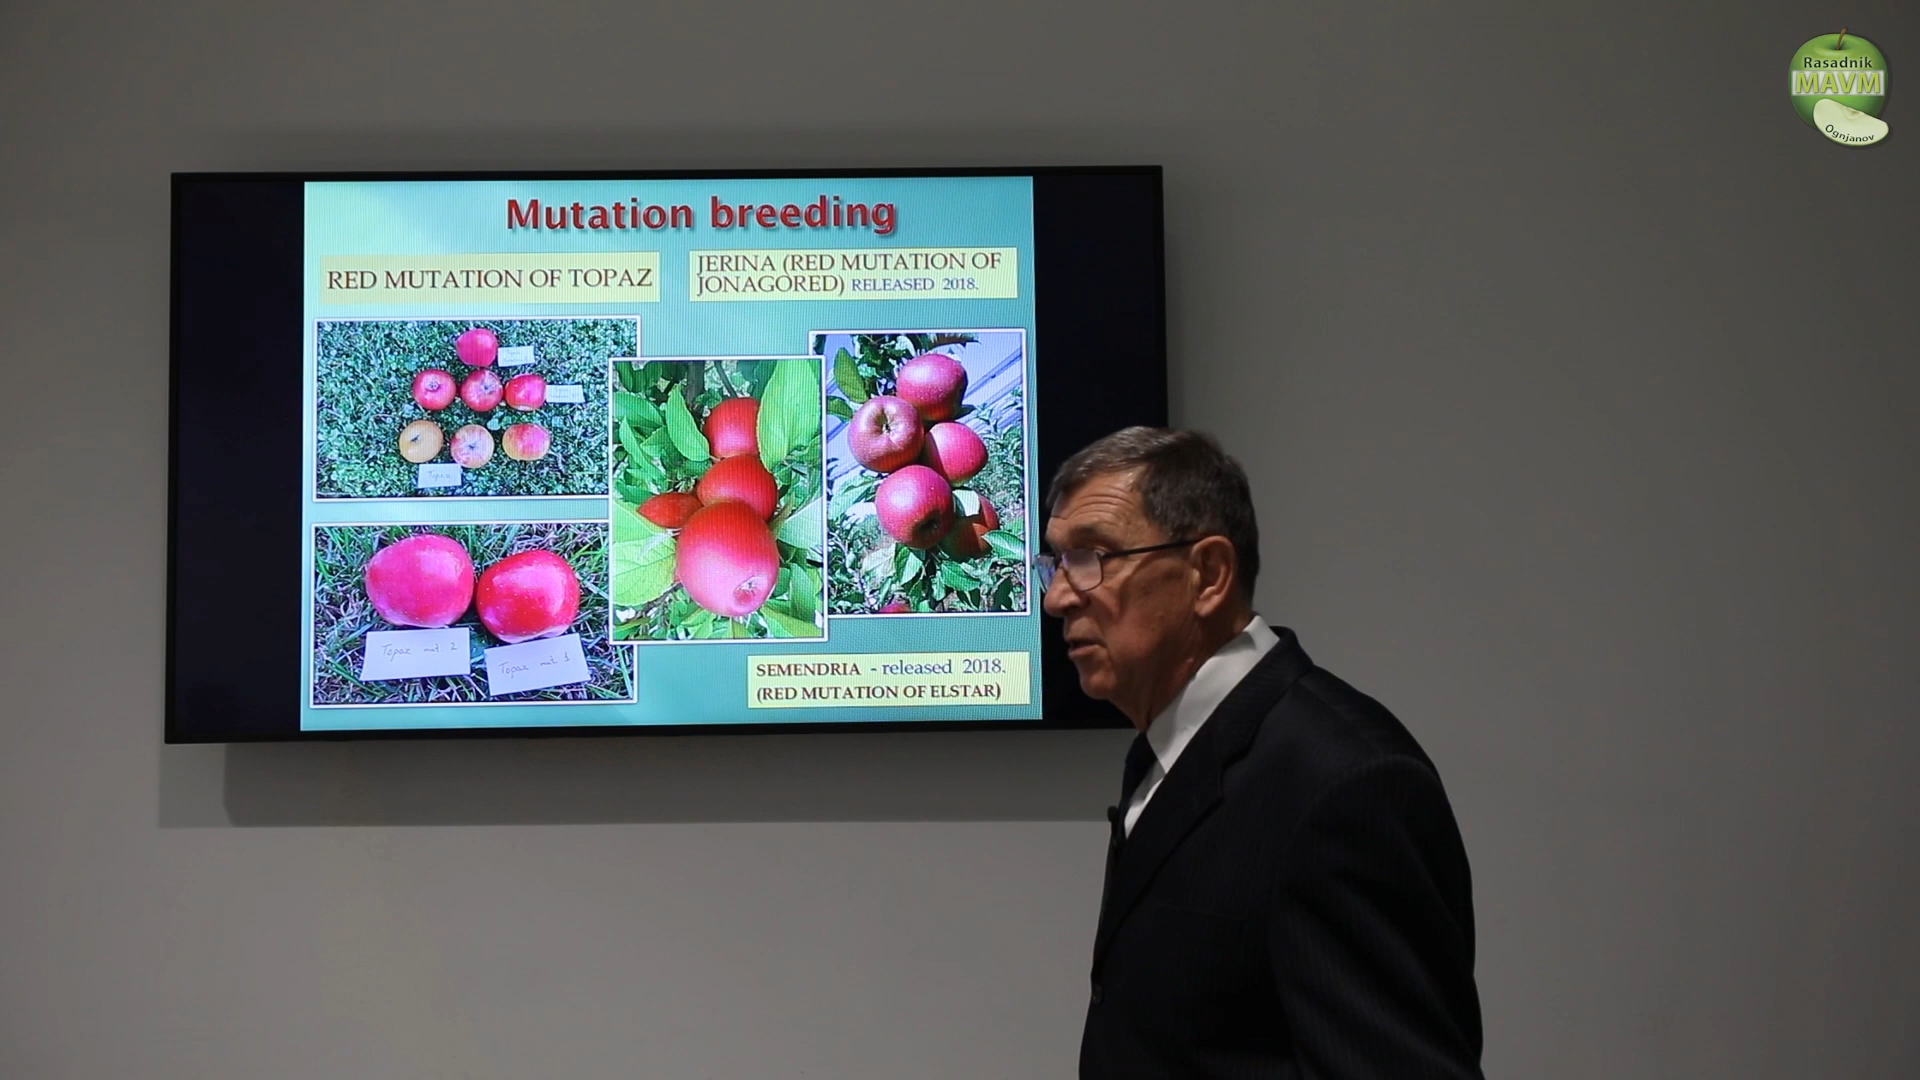 Rasadnik
MAVM
Ognjanov
Mutation breeding
RED MUTATION OF TOPAZ
JERINA (RED MUTATION OF
JONAGORED) RELEASED 2018.
Topaz
Topaz mut 2
Topaz mut 1
SEMENDRIA - released 2018.
(RED MUTATION OF ELSTAR)